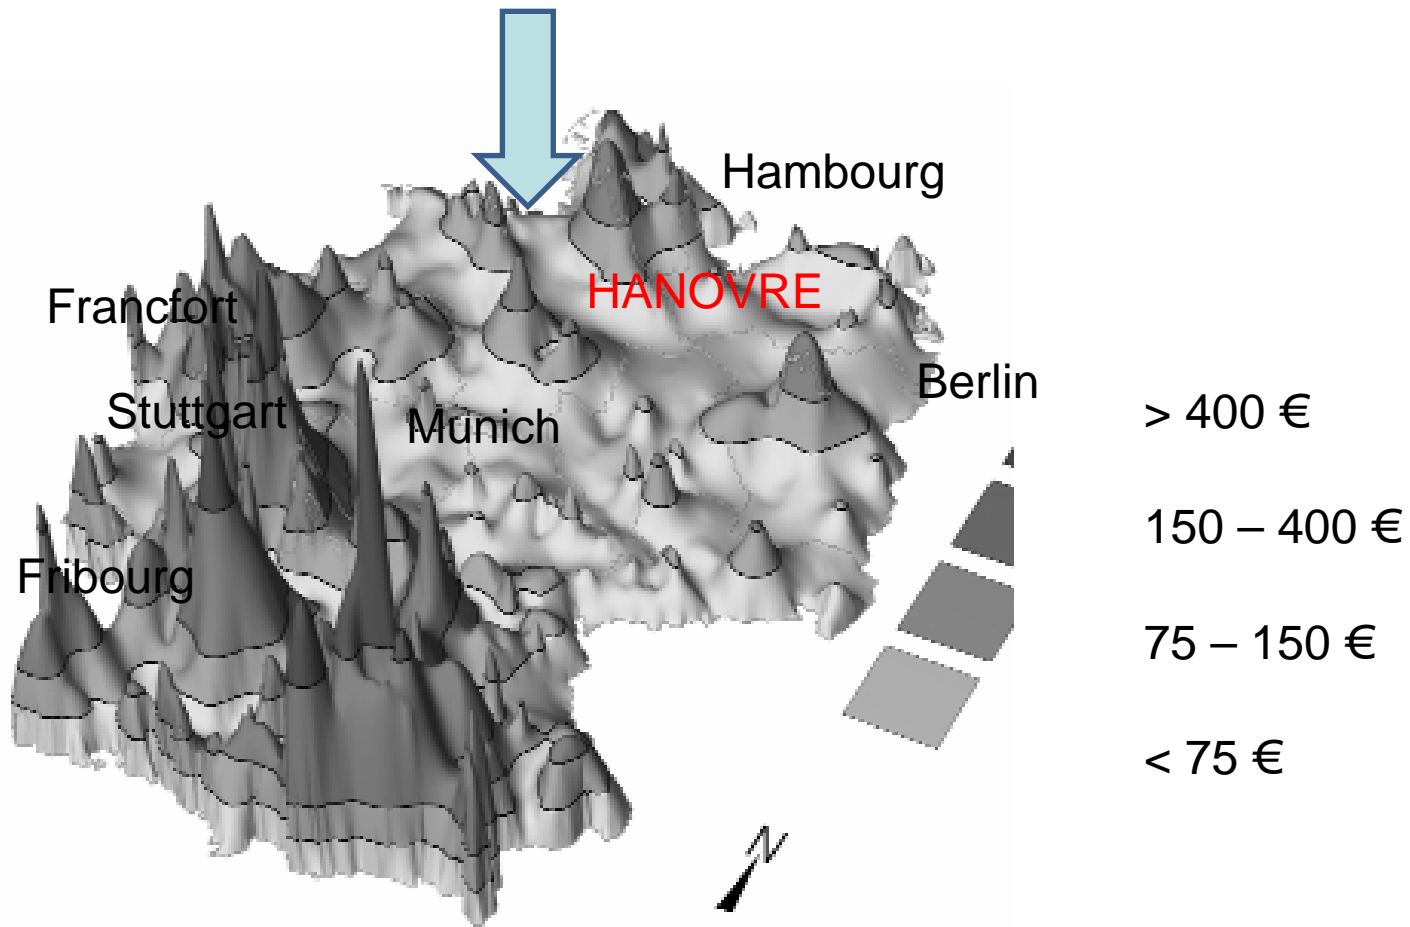 Hambourg
HANOVRE
Francfort
Berlin
Stuttgart
Munich
Fribourg
> 400 €
150 – 400 €
75 – 150 €
< 75 €
N